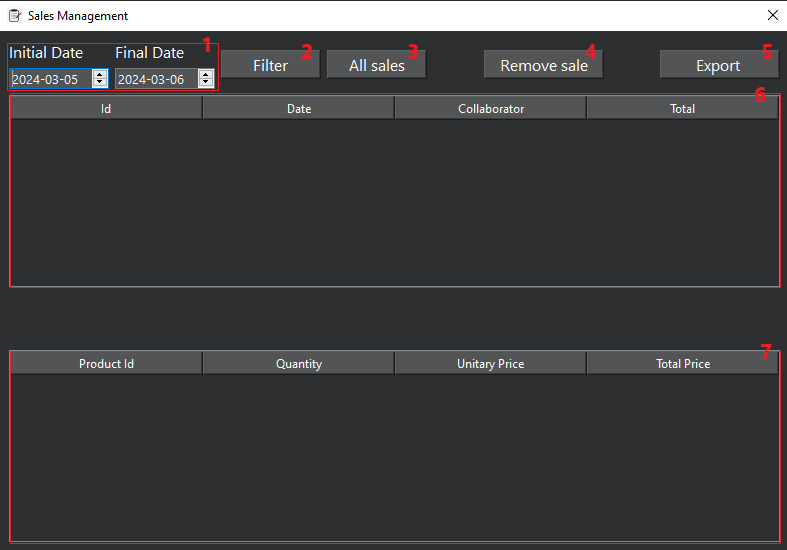 Sales Management
Initial Date Final Date 1
2024-03-05 2024-03-06
Filter 2
All sales 3
Remove sale 4
Export 5
6
Id Date Collaborator Total
7
Product Id Quantity Unitary Price Total Price